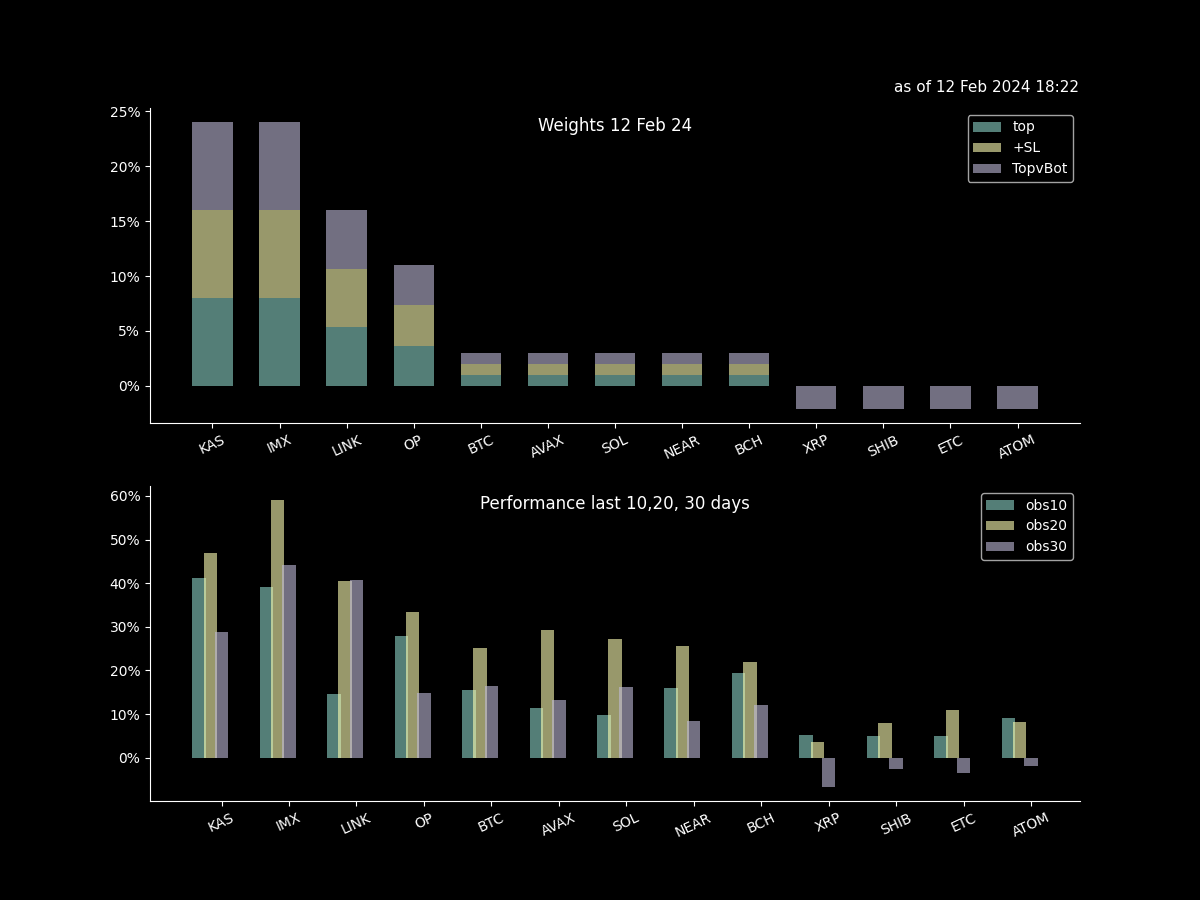 as of 12 Feb 2024 18:22
Weights 12 Feb 24
top
+SL
TopvBot
25%
20%
15%
10%
5%
0%
KAS IMX LINK OP BTC AVAX SOL NEAR BCH XRP SHIB ETC ATOM
Performance last 10,20, 30 days
obs10
obs20
obs30
60%
50%
40%
30%
20%
10%
0%
KAS IMX LINK OP BTC AVAX SOL NEAR BCH XRP SHIB ETC ATOM